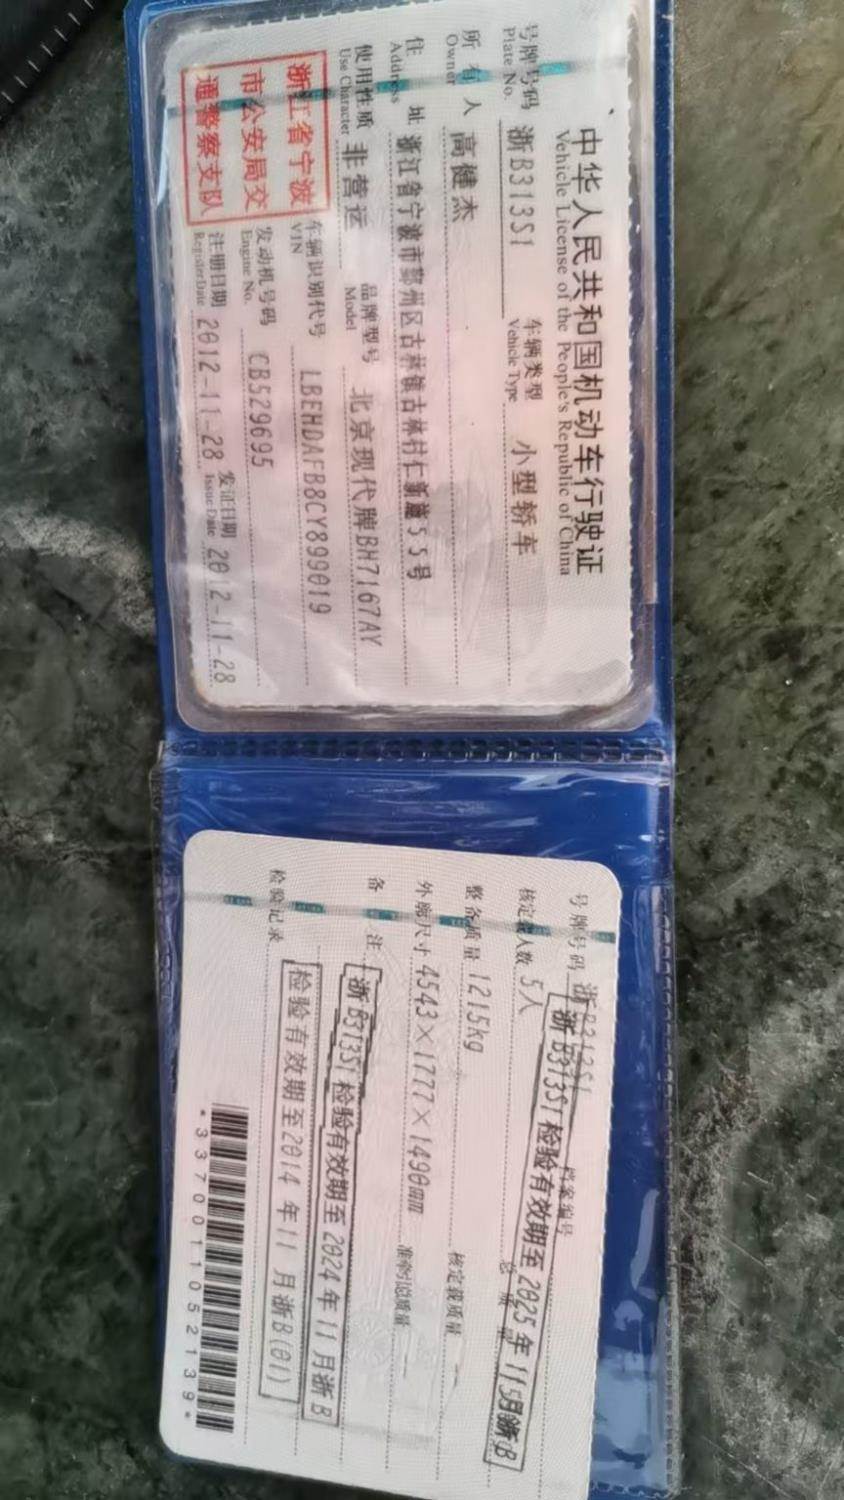 中华人民共和国机动车行驶证
Vehicle License of the People's Republic of China
号牌号码 浙B313S1 车辆类型 小型轿车
Plate No. Vehicle Type
所有人 高健杰
Owner
住址 浙江省宁波市鄞州区古林镇古林村仁新施55号
Address
使用性质 非营运 品牌型号 北京现代牌BH7167AY
Use Character Model
浙江省宁波
市公安局交
通警察支队
车辆识别代号 LBEHDAFB8CY899019
VIN
发动机号码 CB529695
Engine No.
注册日期 2012-11-28 发证日期 2012-11-28
Register Date Issue Date
号牌号码 浙B313S1 档案编号
浙B313S1检验有效期至2025年11月浙B
核定载人数 5人 总质量
整备质量 1215kg 核定载质量
外廓尺寸 4543×1777×1490mm 准牵引总质量
备注
浙B313S1检验有效期至2024年11月浙B
检验记录 检验有效期至2014年11月浙B(01)
*3370011052139*